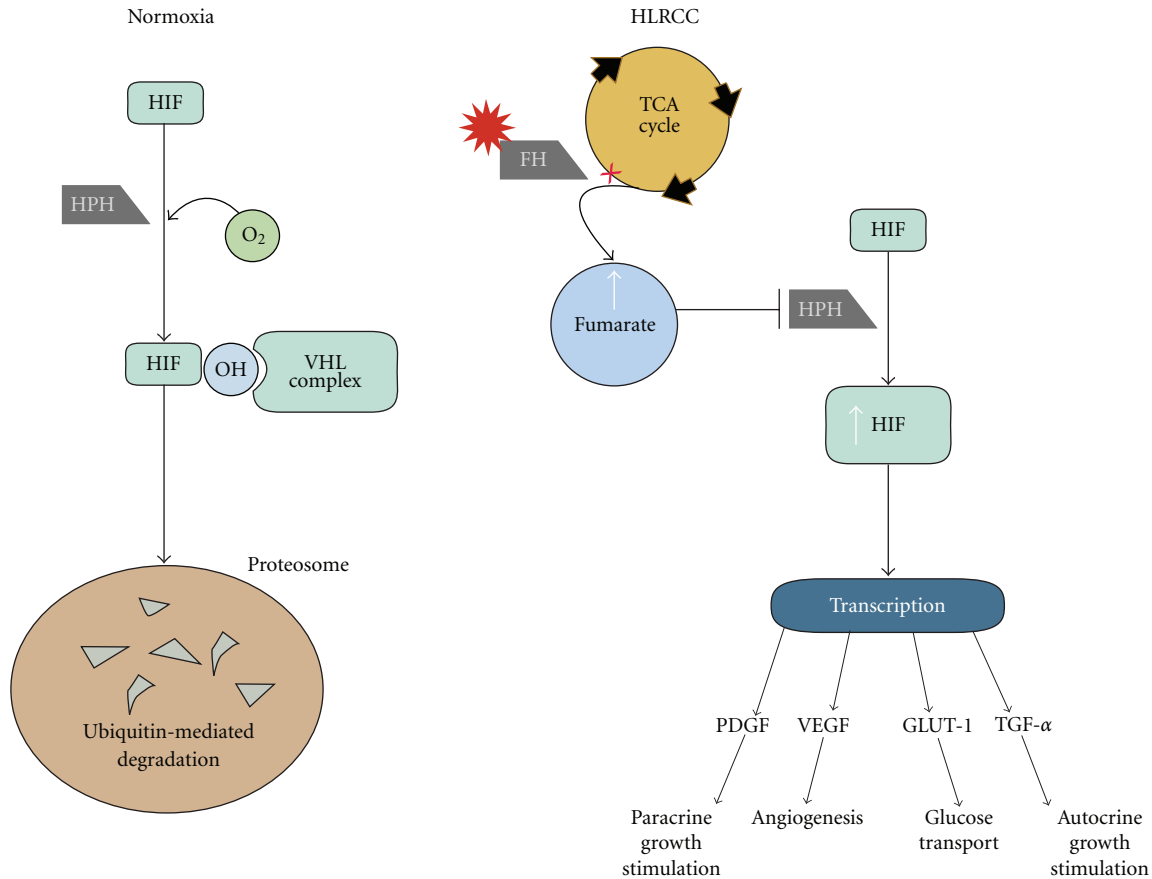 Normoxia
HIF
HPH
O₂
HIF
OH
VHL
complex
Proteosome
Ubiquitin-mediated
degradation
HLRCC
TCA
cycle
FH
Fumarate
HPH
HIF
HIF
Transcription
PDGF
VEGF
GLUT-1
TGF-α
Paracrine
growth
stimulation
Angiogenesis
Glucose
transport
Autocrine
growth
stimulation